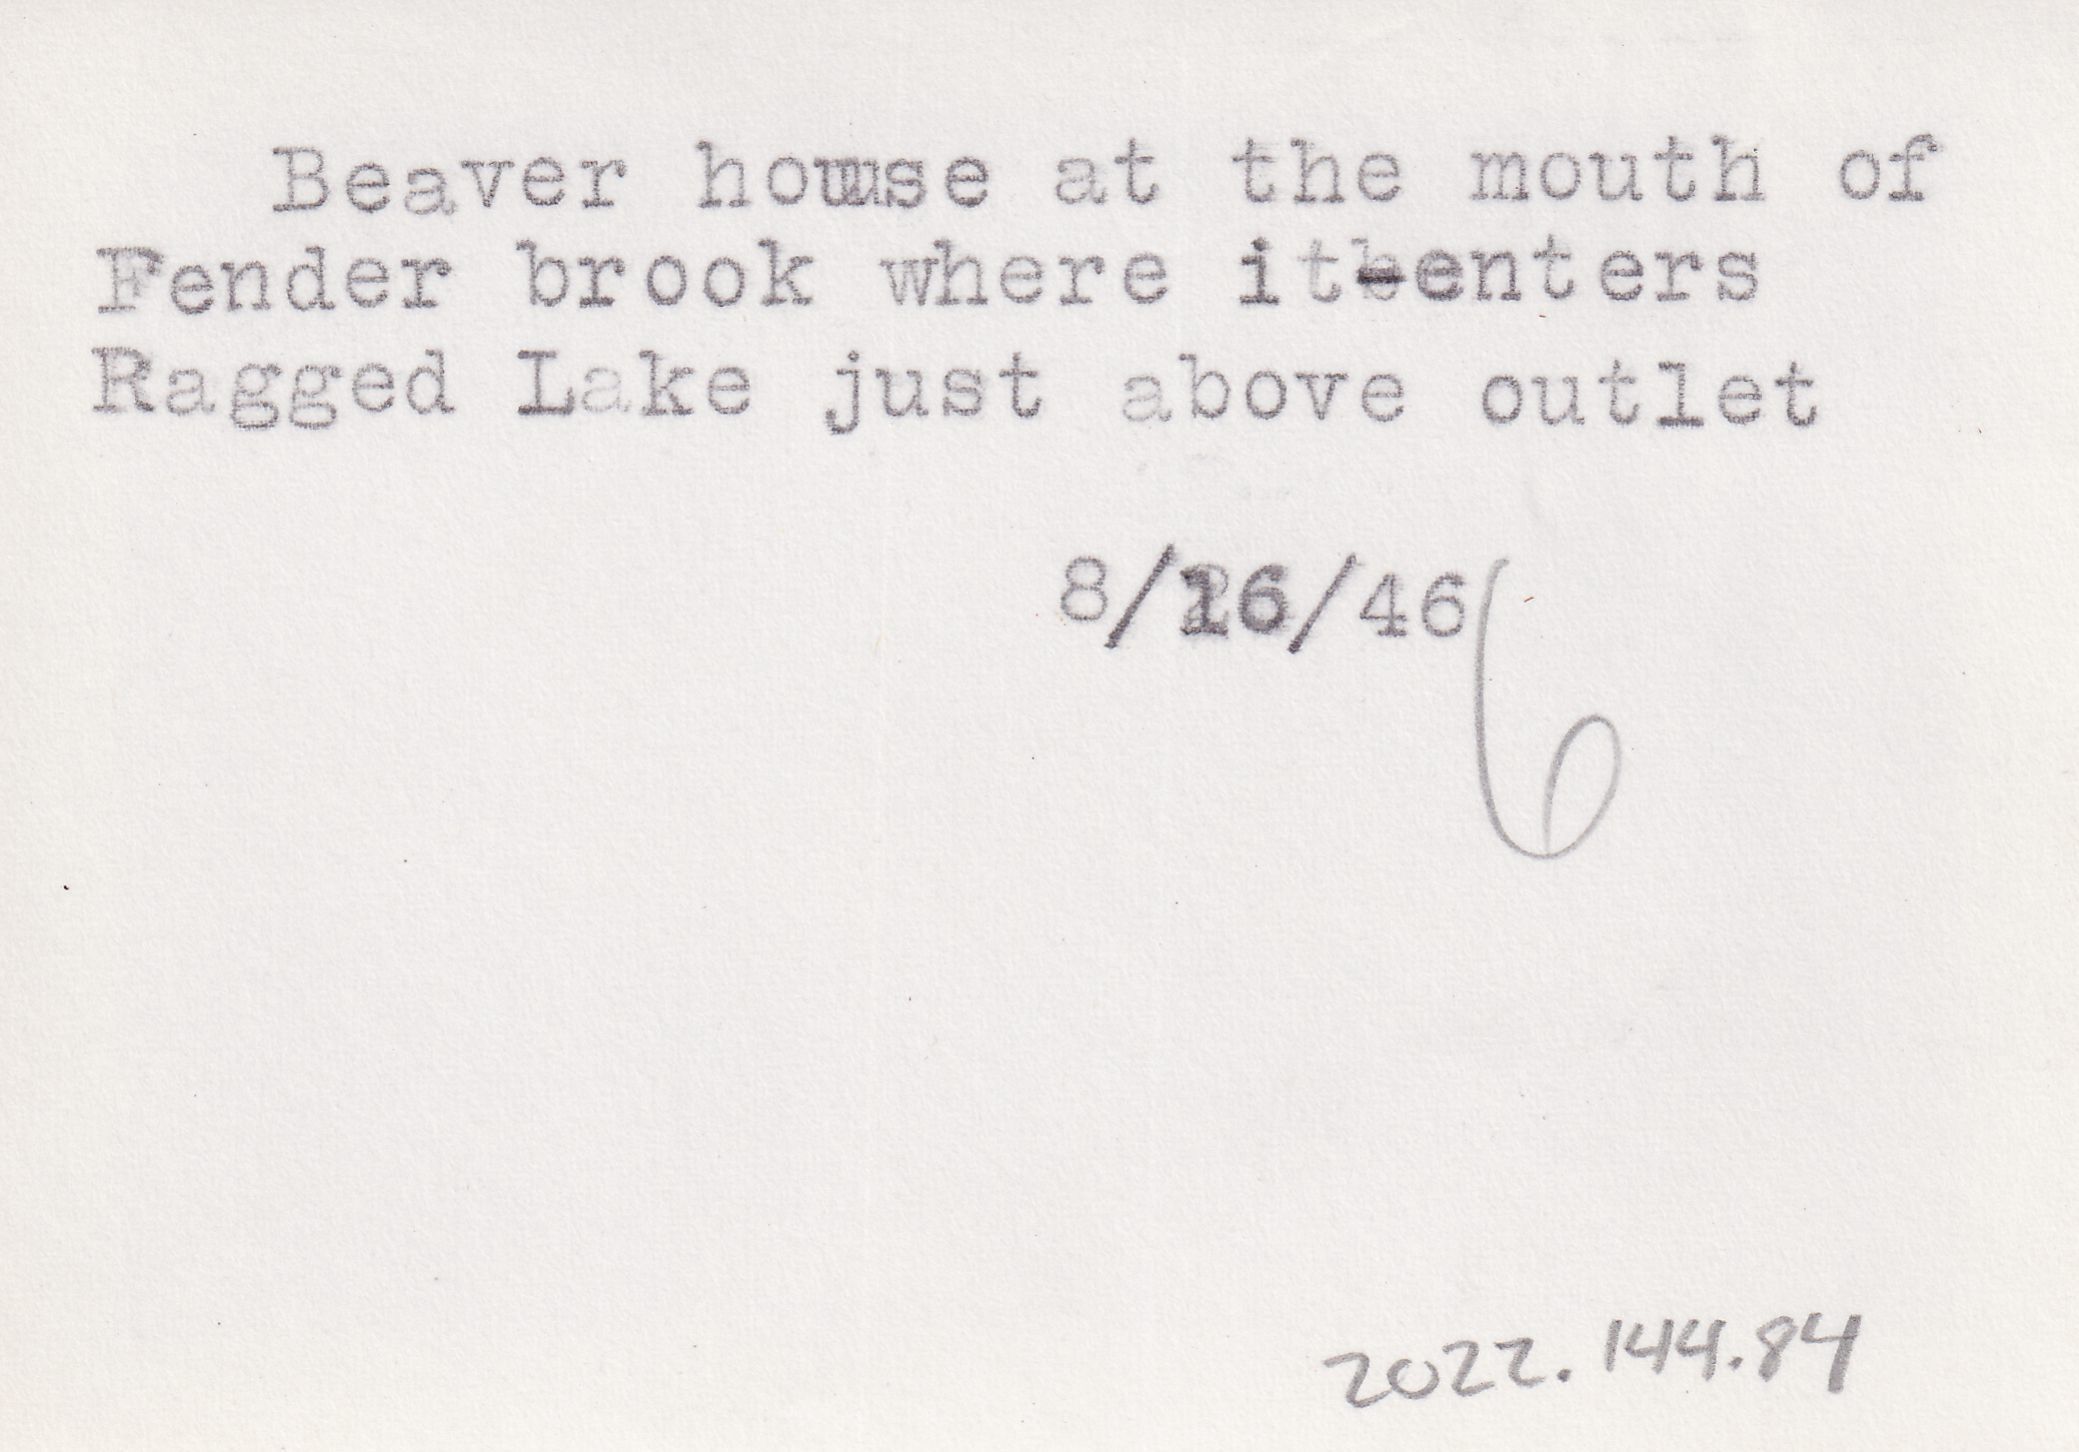 Beaver house at the mouth of
Fender brook where it enters
Ragged Lake just above outlet
8/16/46
6
2022.144.84